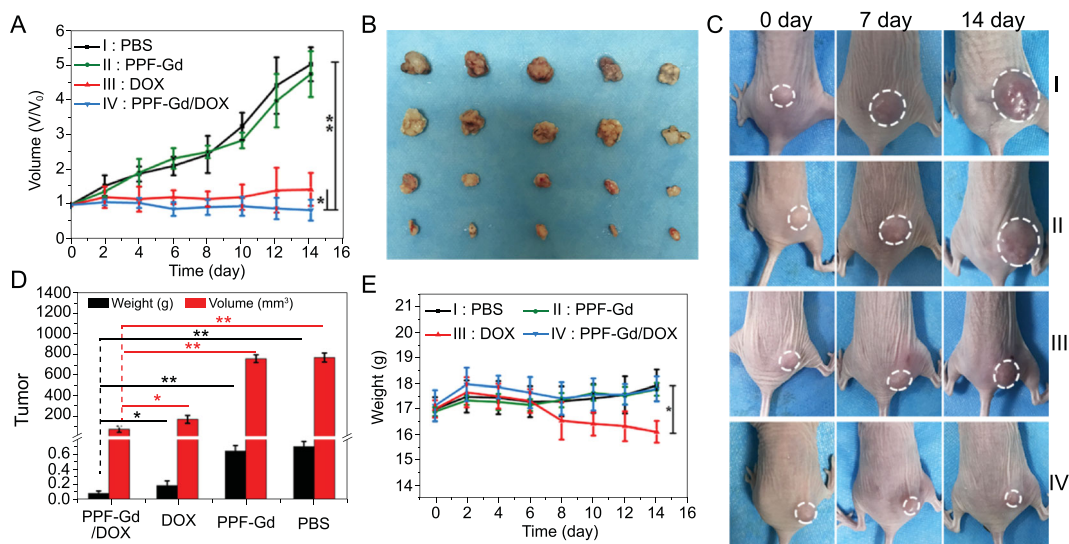 A
6
5
4
3
2
1
0
Volume (V/V₀)
I : PBS
II : PPF-Gd
III : DOX
IV : PPF-Gd/DOX
**
*
0 2 4 6 8 10 12 14 16
Time (day)
B
C
0 day 7 day 14 day
I
II
III
IV
D
1400
1200
1000
800
600
400
200
0.6
0.4
0.2
0.0
Tumor
Weight (g) Volume (mm³)
**
**
**
**
*
*
PPF-Gd
/DOX
DOX
PPF-Gd
PBS
E
21
20
19
18
17
16
15
14
Weight (g)
I : PBS II : PPF-Gd
III : DOX IV : PPF-Gd/DOX
*
0 2 4 6 8 10 12 14 16
Time (day)